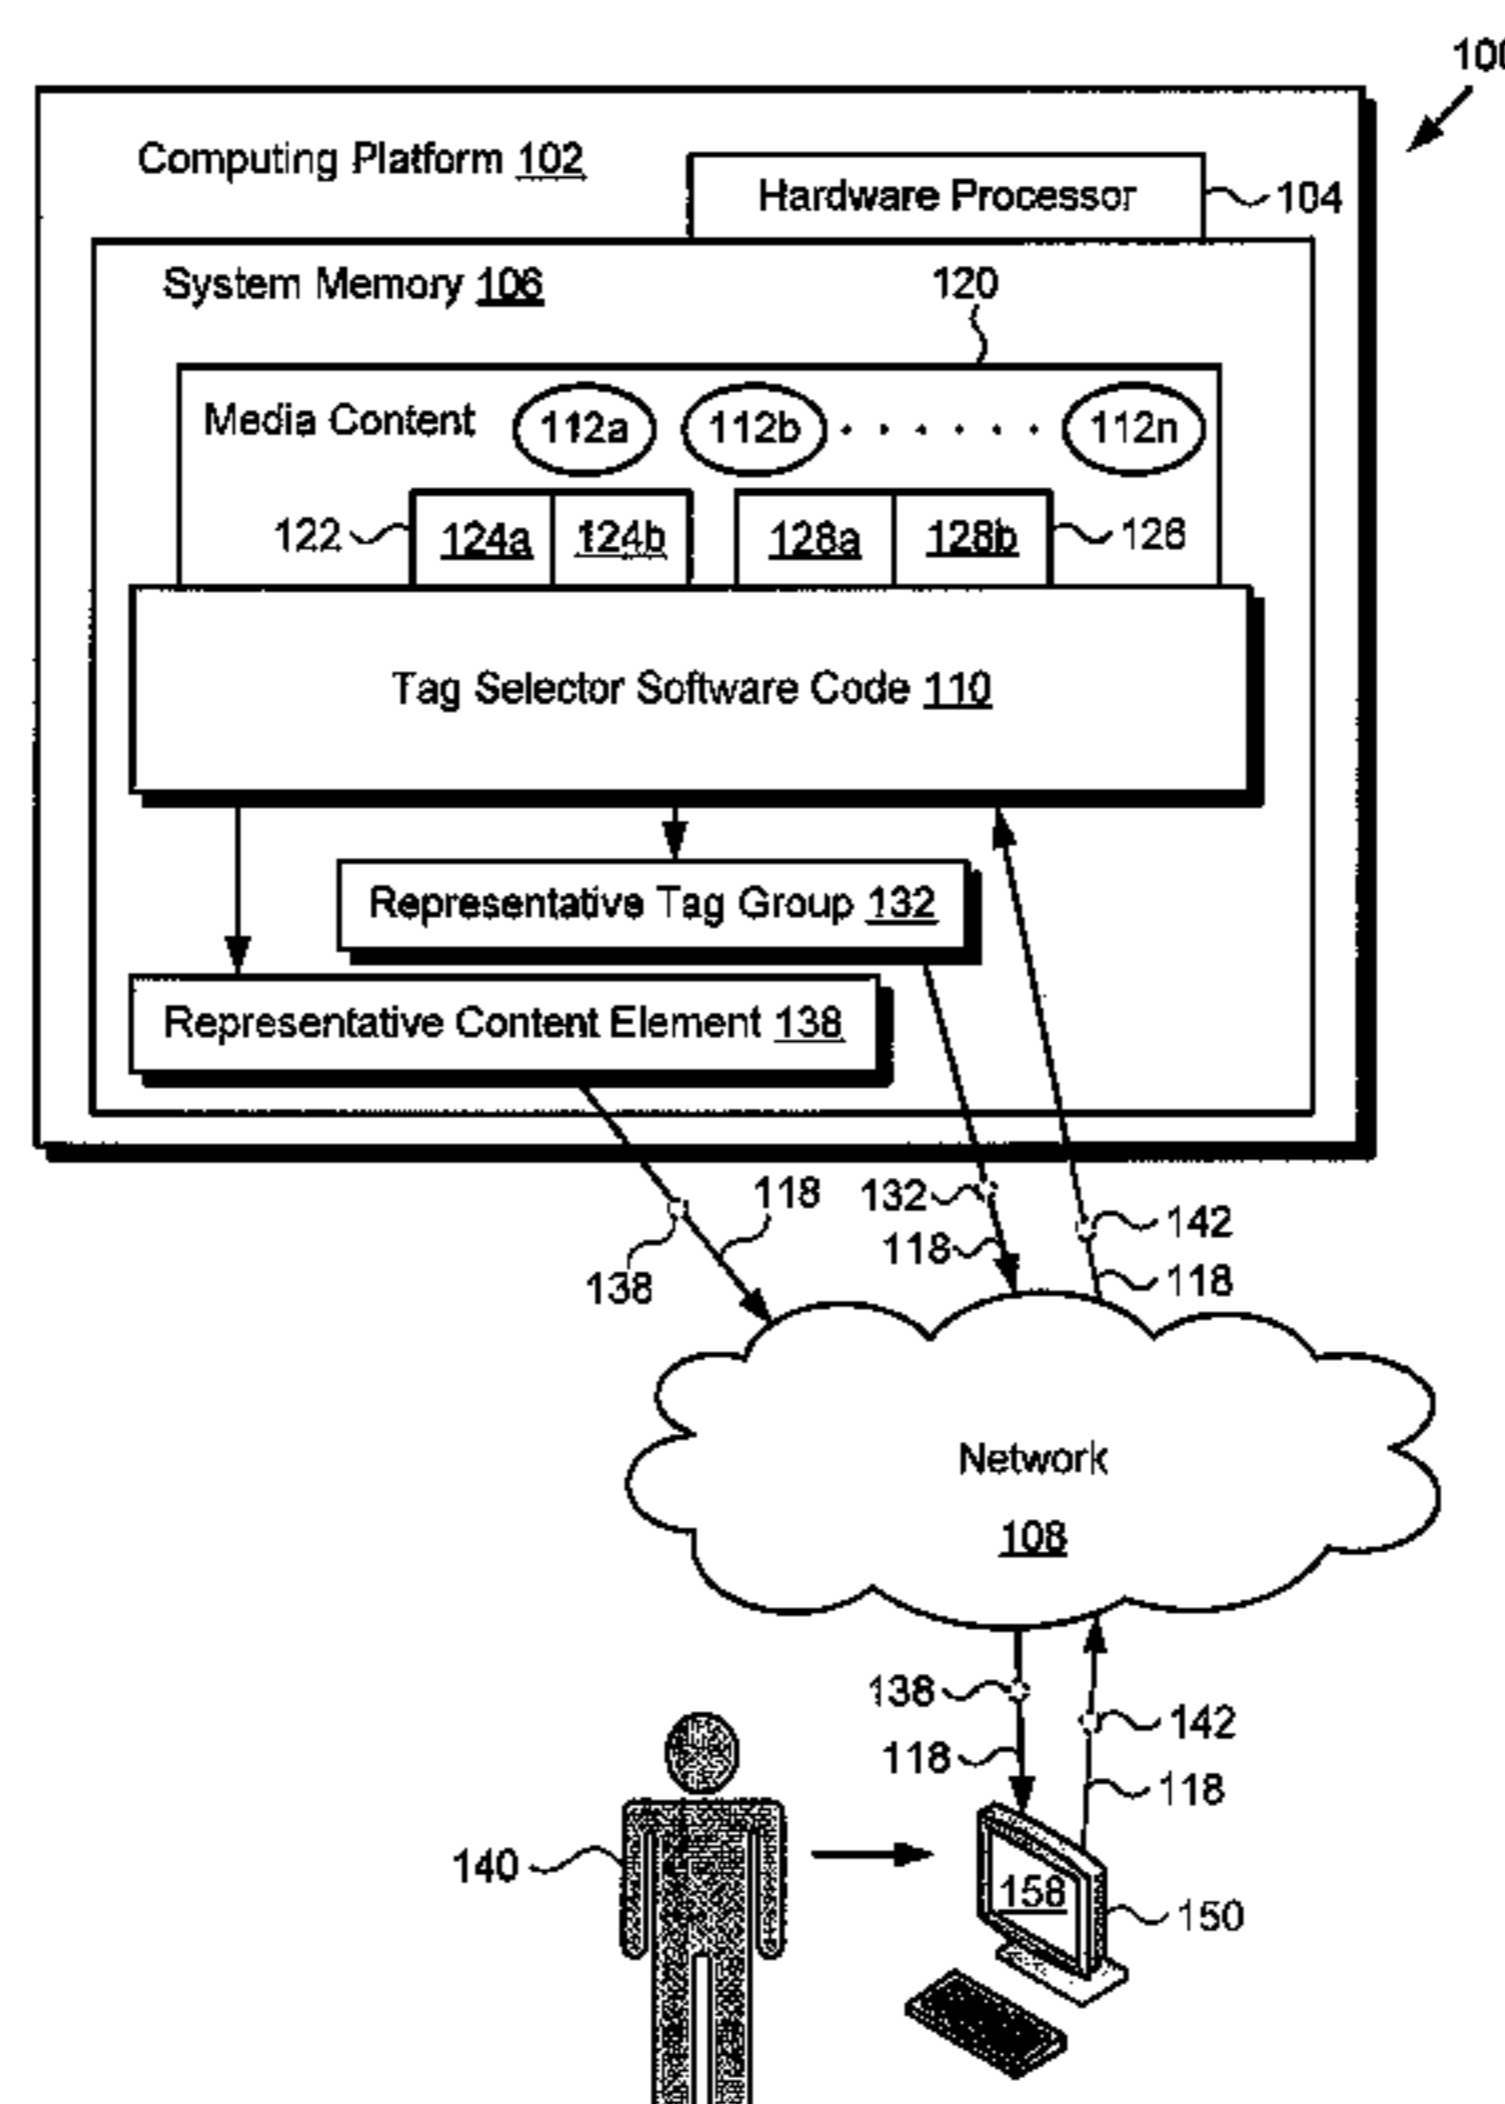 100
Computing Platform 102
Hardware Processor
104
System Memory 106
120
Media Content 112a 112b . . . . . . 112n
122 124a 124b 128a 128b 126
Tag Selector Software Code 110
Representative Tag Group 132
Representative Content Element 138
118 132 142
138 118 118
Network
108
138 142
118 118
140 158 150